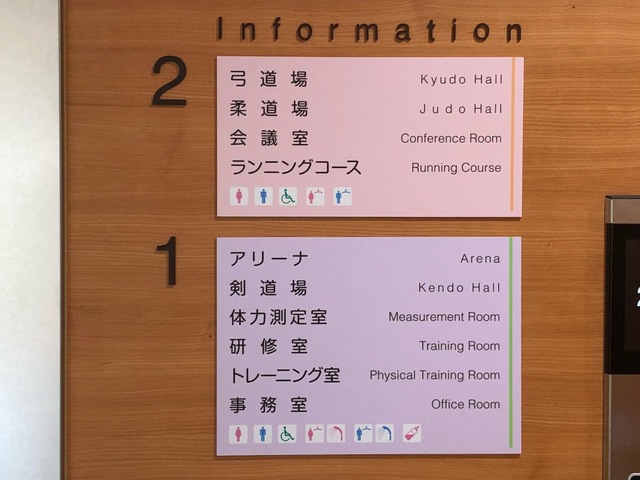 Information
2
弓道場 Kyudo Hall
柔道場 Judo Hall
会議室 Conference Room
ランニングコース Running Course
1
アリーナ Arena
剣道場 Kendo Hall
体力測定室 Measurement Room
研修室 Training Room
トレーニング室 Physical Training Room
事務室 Office Room